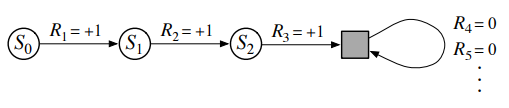 S₀ R₁ = +1 S₁ R₂ = +1 S₂ R₃ = +1 R₄ = 0
R₅ = 0
⋮